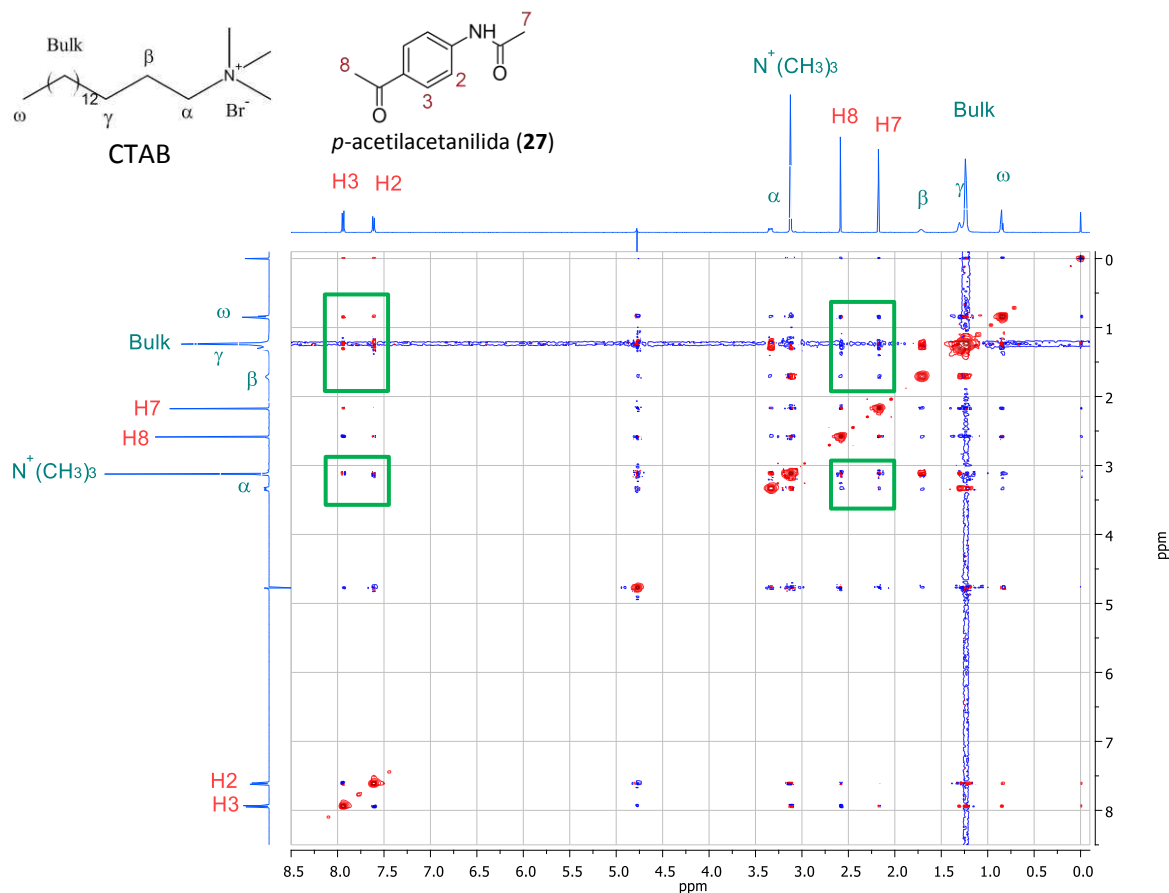 Bulk
β
N+
12
ω
γ
α
Br-
CTAB
NH
7
8
O
2
3
O
p-acetilacetanilida (27)
N+(CH3)3
H8
H7
Bulk
H3
H2
α
β
γ
ω
ω
Bulk
γ
β
H7
H8
N+(CH3)3
α
H2
H3
0
1
2
3
4
5
6
7
8
ppm
8.5 8.0 7.5 7.0 6.5 6.0 5.5 5.0 4.5 4.0 3.5 3.0 2.5 2.0 1.5 1.0 0.5 0.0
ppm